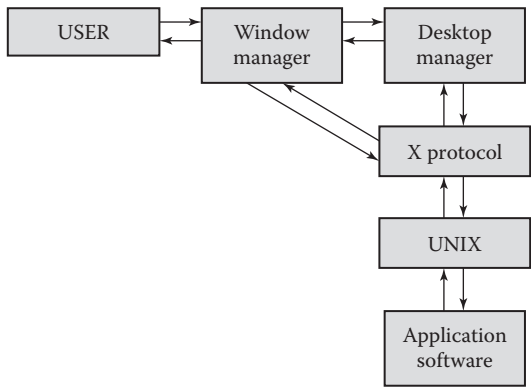 USER
Window
manager
Desktop
manager
X protocol
UNIX
Application
software